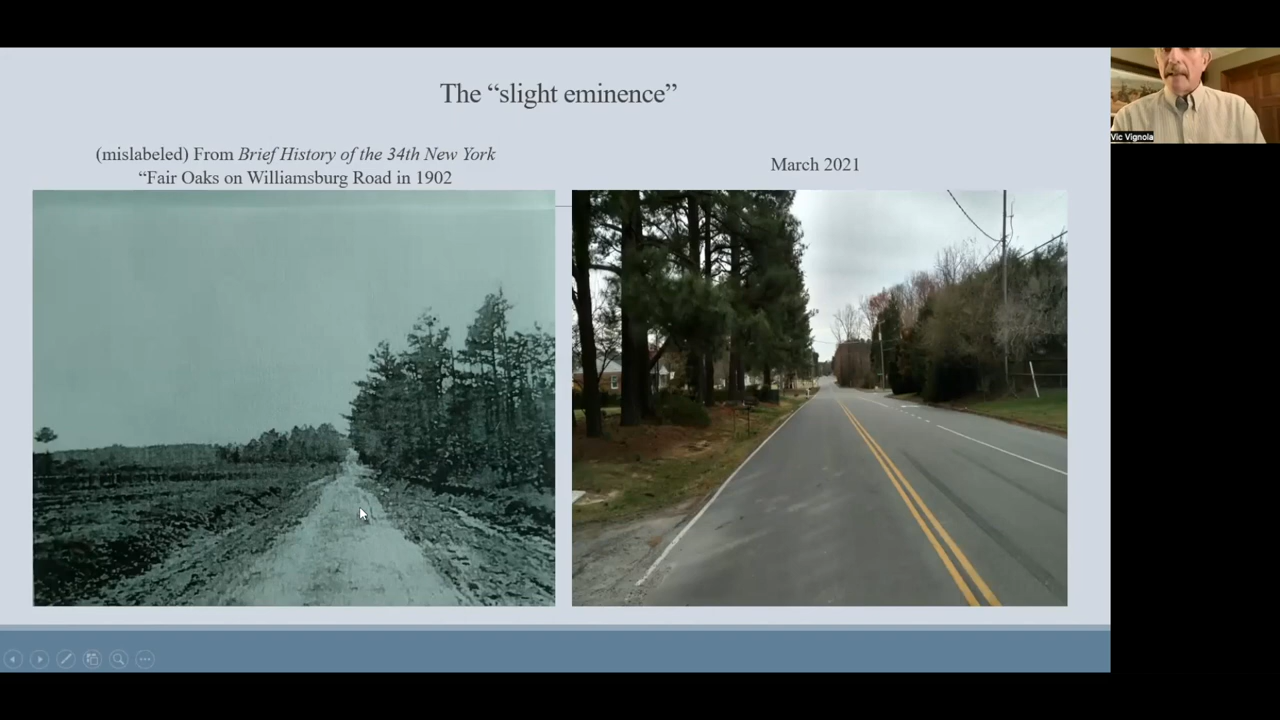 The “slight eminence”
(mislabeled) From Brief History of the 34th New York
“Fair Oaks on Williamsburg Road in 1902
March 2021
Vic Vignola